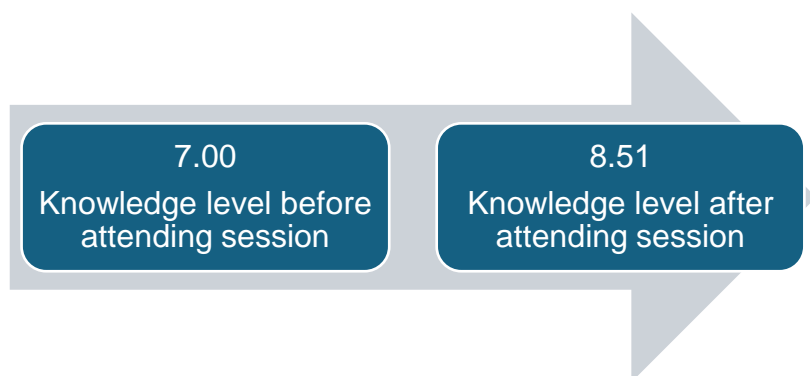 7.00
Knowledge level before
attending session
8.51
Knowledge level after
attending session